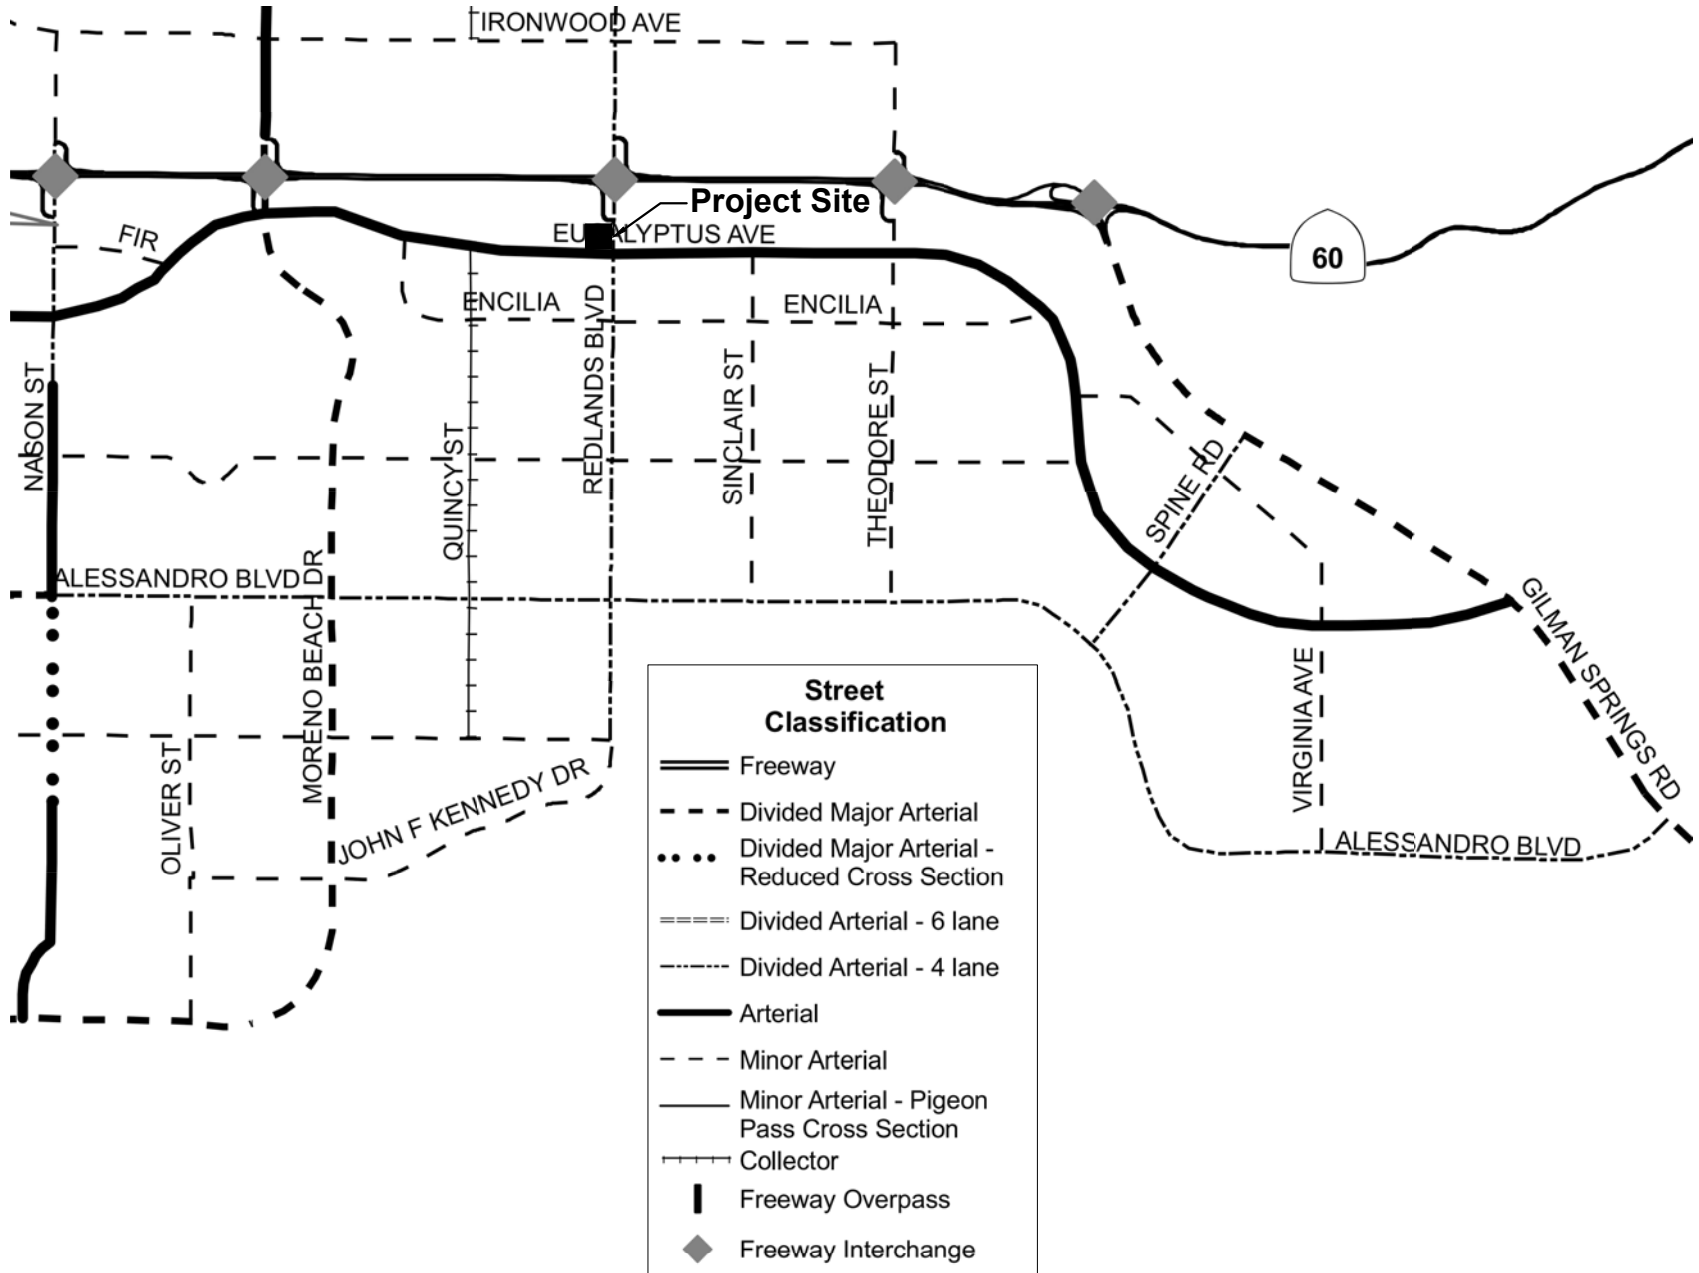 IRONWOOD AVE
Project Site
FIR
EUCALYPTUS AVE
60
ENCILIA
ENCILIA
NASON ST
QUINCY ST
REDLANDS BLVD
SINCLAIR ST
THEODORE ST
SPINE RD
ALESSANDRO BLVD
MORENO BEACH DR
OLIVER ST
JOHN F KENNEDY DR
VIRGINIA AVE
GILMAN SPRINGS RD
ALESSANDRO BLVD
Street
Classification
Freeway
Divided Major Arterial
Divided Major Arterial -
Reduced Cross Section
Divided Arterial - 6 lane
Divided Arterial - 4 lane
Arterial
Minor Arterial
Minor Arterial - Pigeon
Pass Cross Section
Collector
Freeway Overpass
Freeway Interchange